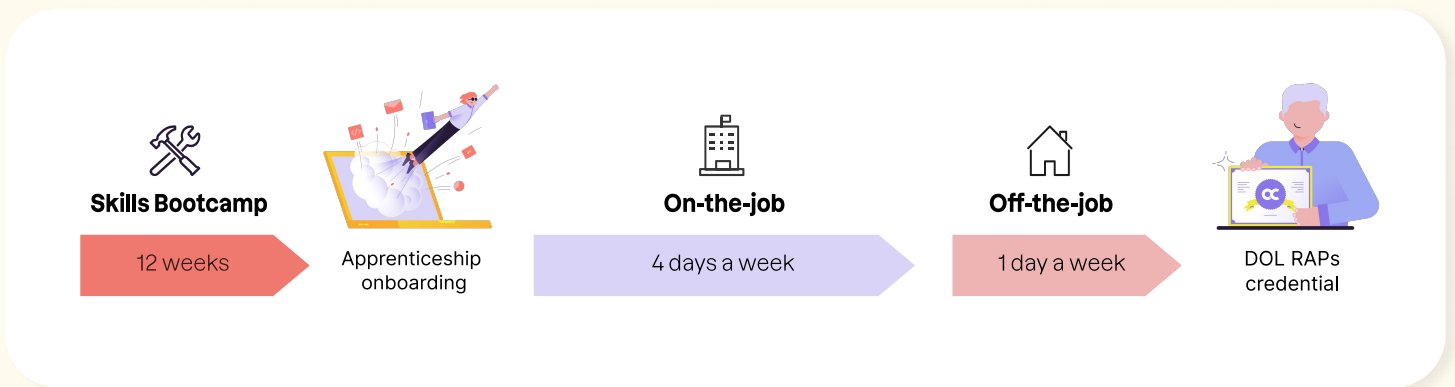 Skills Bootcamp
12 weeks
Apprenticeship
onboarding
On-the-job
4 days a week
Off-the-job
1 day a week
DOL RAPs
credential